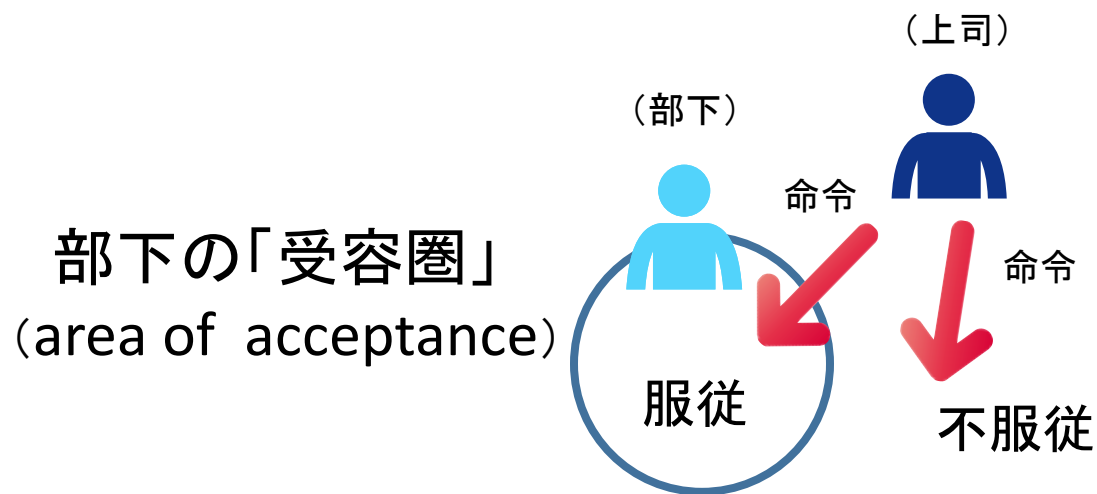 （上司）
（部下）
命令
部下の「受容圏」
命令
（area of acceptance）
服従
不服従